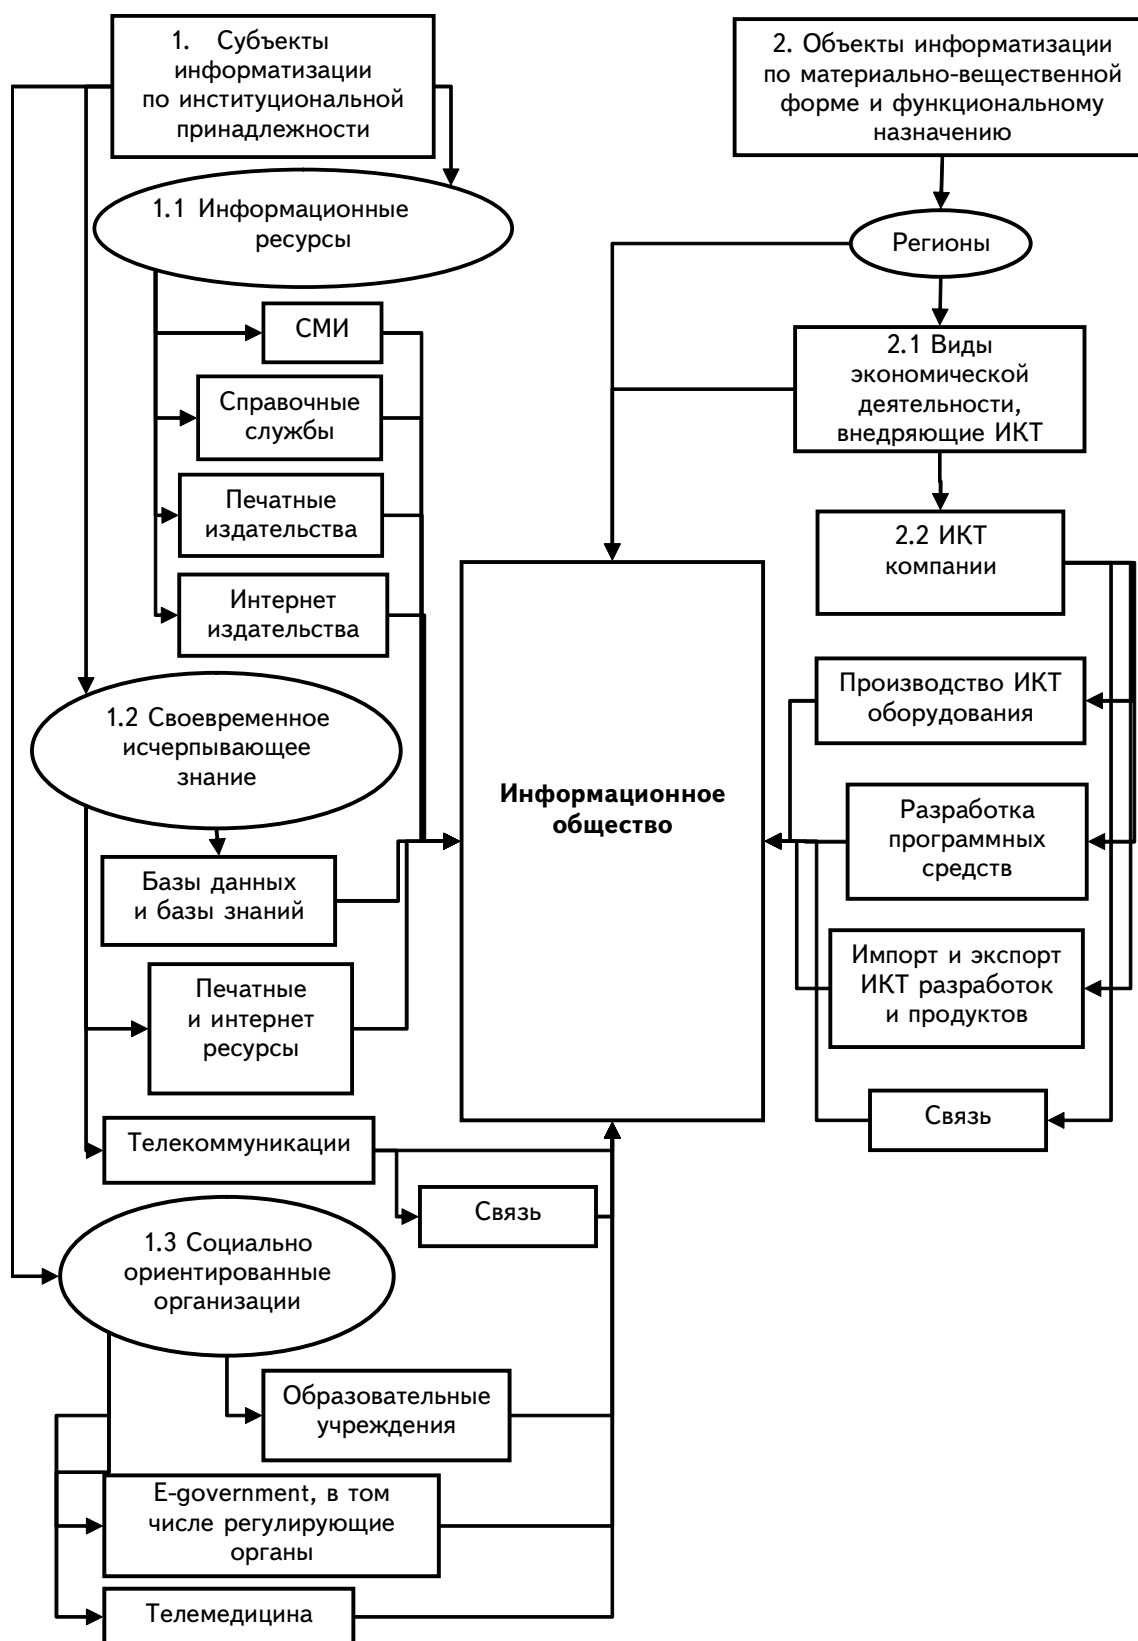 1. Субъекты
информатизации
по институциональной
принадлежности
2. Объекты информатизации
по материально-вещественной
форме и функциональному
назначению
1.1 Информационные
ресурсы
Регионы
СМИ
2.1 Виды
экономической
деятельности,
внедряющие ИКТ
Справочные
службы
Печатные
издательства
2.2 ИКТ
компании
Интернет
издательства
1.2 Своевременное
исчерпывающее
знание
Производство ИКТ
оборудования
Информационное
общество
Разработка
программных
средств
Базы данных
и базы знаний
Импорт и экспорт
ИКТ разработок
и продуктов
Печатные
и интернет
ресурсы
Связь
Телекоммуникации
Связь
1.3 Социально
ориентированные
организации
Образовательные
учреждения
E-government, в том
числе регулирующие
органы
Телемедицина